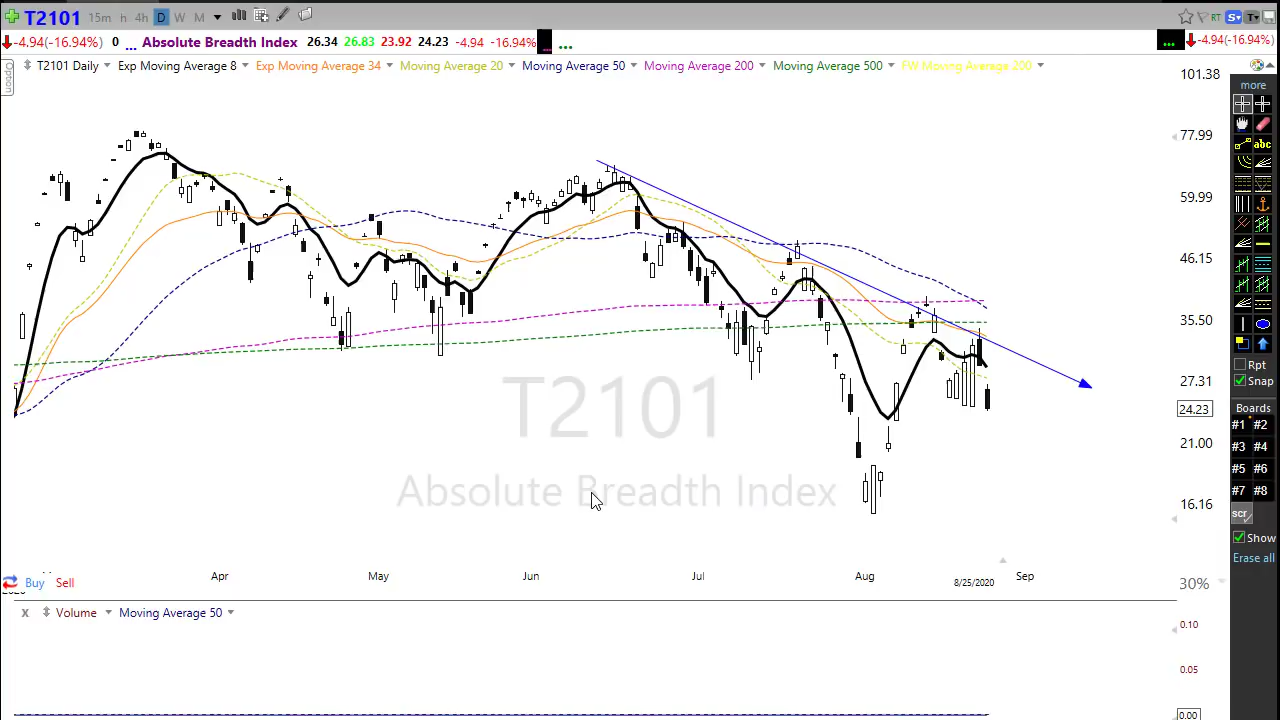 T2101 15m h 4h D W M RT S T
-4.94(-16.94%) 0 ... Absolute Breadth Index 26.34 26.83 23.92 24.23 -4.94 -16.94% ... ... -4.94(-16.94%)
Option T2101 Daily Exp Moving Average 8 Exp Moving Average 34 Moving Average 20 Moving Average 50 Moving Average 200 Moving Average 500 FW Moving Average 200
101.38
more
77.99
abc
59.99
46.15
35.50
Rpt
27.31 Snap
T2101
24.23 Boards
#1 #2
21.00 #3 #4
#5 #6
Absolute Breadth Index #7 #8
16.16 scr
Show
Erase all
Apr May Jun Jul Aug 8/25/2020 Sep
Buy Sell 30%
X Volume Moving Average 50
0.10
0.05
0.00